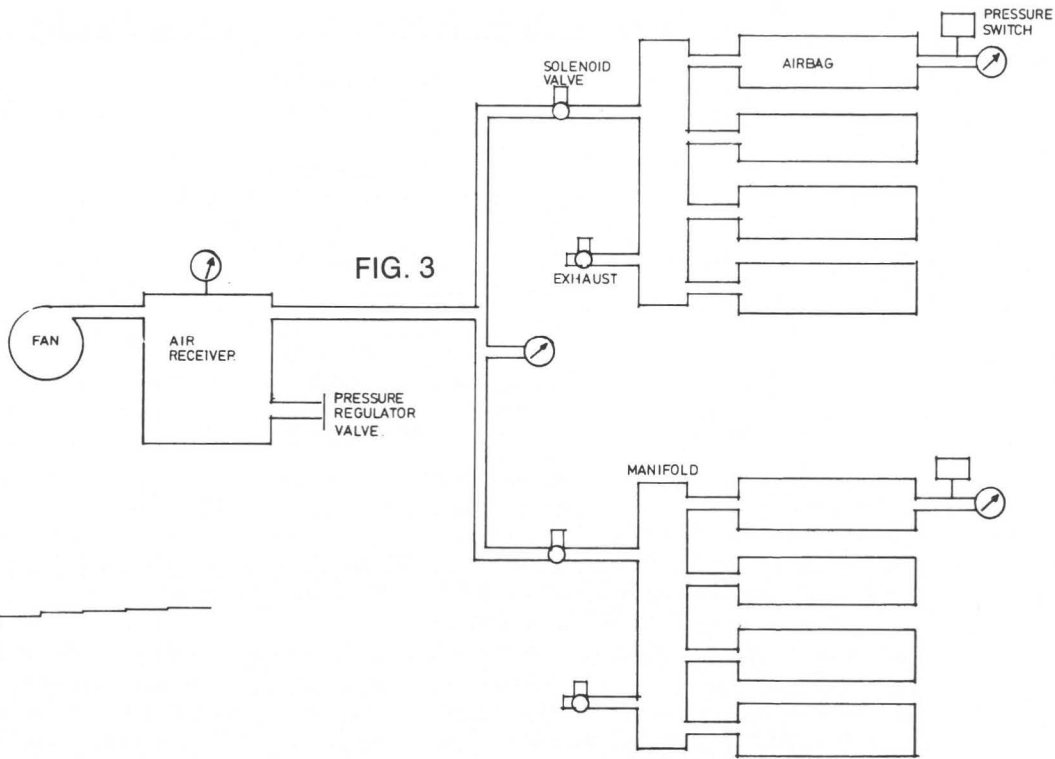 PRESSURE
SWITCH
SOLENOID
VALVE
AIRBAG
FIG. 3
EXHAUST
FAN
AIR
RECEIVER.
PRESSURE
REGULATOR
VALVE.
MANIFOLD